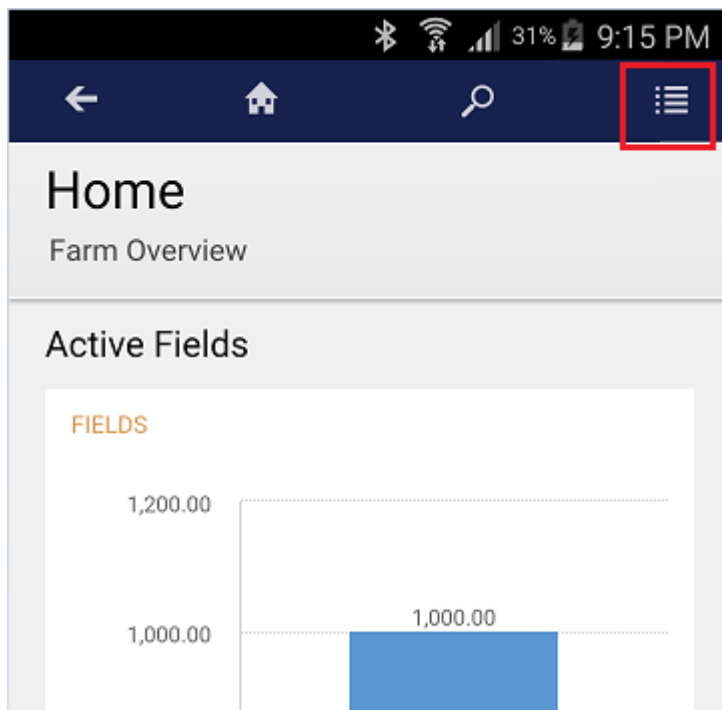 31% 9:15 PM
Home
Farm Overview
Active Fields
FIELDS
1,200.00
1,000.00
1,000.00